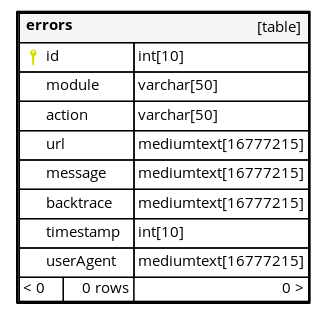 errors [table]
id int[10]
module varchar[50]
action varchar[50]
url mediumtext[16777215]
message mediumtext[16777215]
backtrace mediumtext[16777215]
timestamp int[10]
userAgent mediumtext[16777215]
< 0 0 rows 0 >